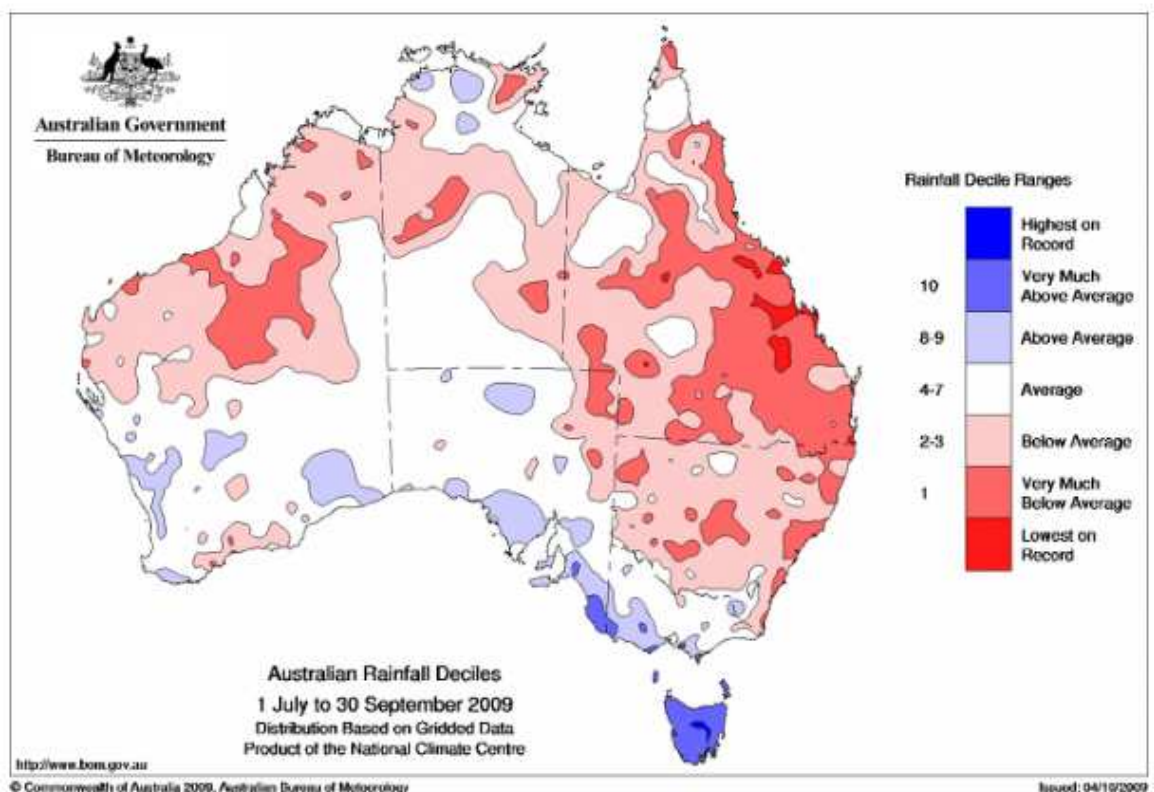 Australian Government
Bureau of Meteorology
Rainfall Decile Ranges
Highest on
Record
10
Very Much
Above Average
8-9
Above Average
4-7
Average
2-3
Below Average
1
Very Much
Below Average
Lowest on
Record
Australian Rainfall Deciles
1 July to 30 September 2009
Distribution Based on Gridded Data
Product of the National Climate Centre
http://www.bom.gov.au
© Commonwealth of Australia 2009, Australian Bureau of Meteorology
Issued: 04/10/2009